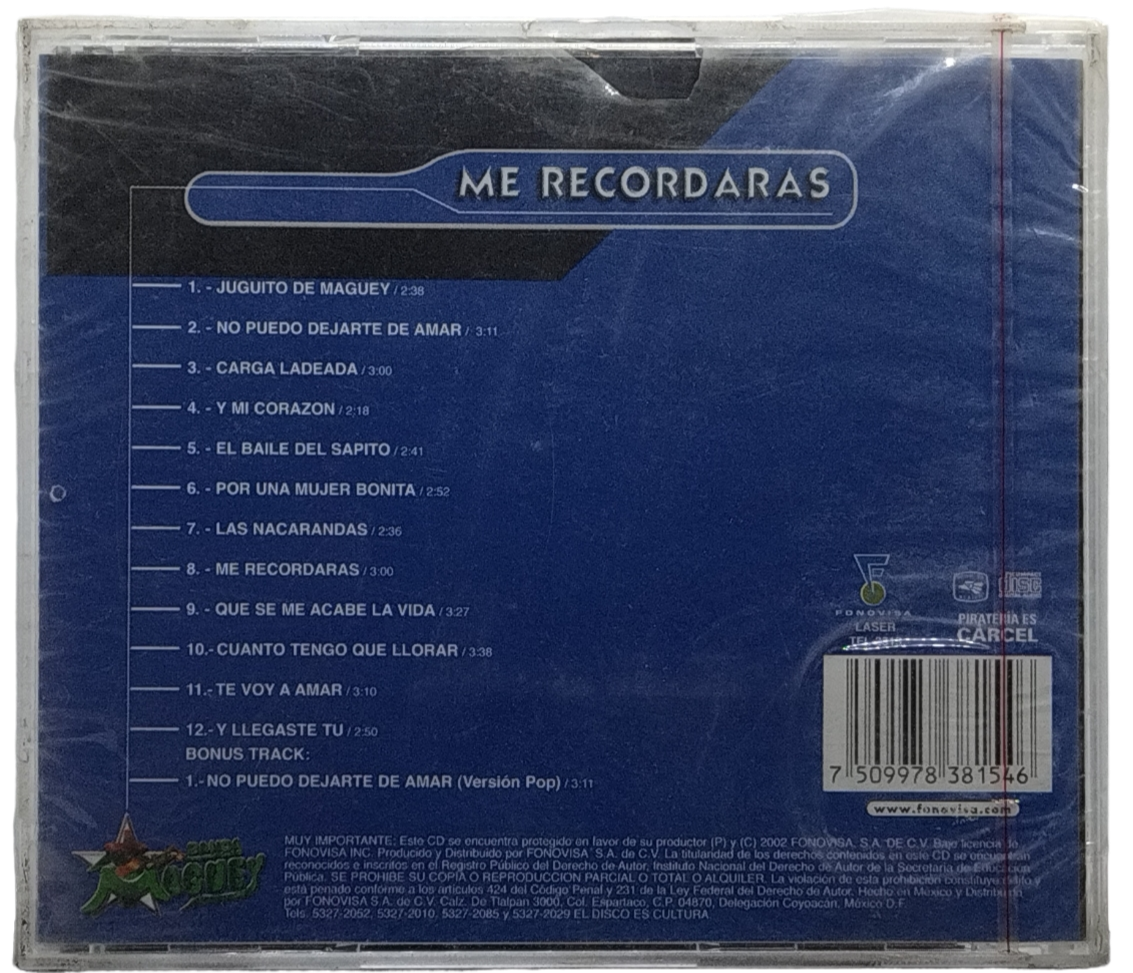 ME RECORDARAS
1. - JUGUITO DE MAGUEY / 2:38
2. - NO PUEDO DEJARTE DE AMAR / 3:11
3. - CARGA LADEADA / 3:00
4. - Y MI CORAZON / 2:18
5. - EL BAILE DEL SAPITO / 2:41
6. - POR UNA MUJER BONITA / 2:52
7. - LAS NACARANDAS / 2:36
8. - ME RECORDARAS / 3:00
9. - QUE SE ME ACABE LA VIDA / 3:27
10.- CUANTO TENGO QUE LLORAR / 3:38
11.- TE VOY A AMAR / 3:10
12.- Y LLEGASTE TU / 2:50
BONUS TRACK:
1.- NO PUEDO DEJARTE DE AMAR (Versión Pop) / 3:11
FONOVISA
LASER
COMPACT
disc
DIGITAL AUDIO
PIRATERIA ES
CARCEL
7 509978 381546
www.fonovisa.com
BANDA
MAGUEY
MUY IMPORTANTE: Este CD se encuentra protegido en favor de su productor (P) y (C) 2002 FONOVISA, S.A. DE C.V. Bajo licencia de
FONOVISA INC. Producido y Distribuido por FONOVISA S.A. de C.V. La titularidad de los derechos contenidos en este CD se encuentran
reconocidos e inscritos en el Registro Público del Derecho de Autor, Instituto Nacional del Derecho de Autor de la Secretaría de Educación
Pública. SE PROHIBE SU COPIA O REPRODUCCION PARCIAL O TOTAL O ALQUILER. La violación de esta prohibición constituye delito y
está penado conforme a los artículos 424 del Código Penal y 231 de la Ley Federal del Derecho de Autor. Hecho en México y Distribuido
por FONOVISA S.A. de C.V. Calz. De Tlalpan 3000, Col. Espartaco, C.P. 04870, Delegación Coyoacán, México D.F.
Tels. 5327-2052, 5327-2010, 5327-2085 y 5327-2029 EL DISCO ES CULTURA